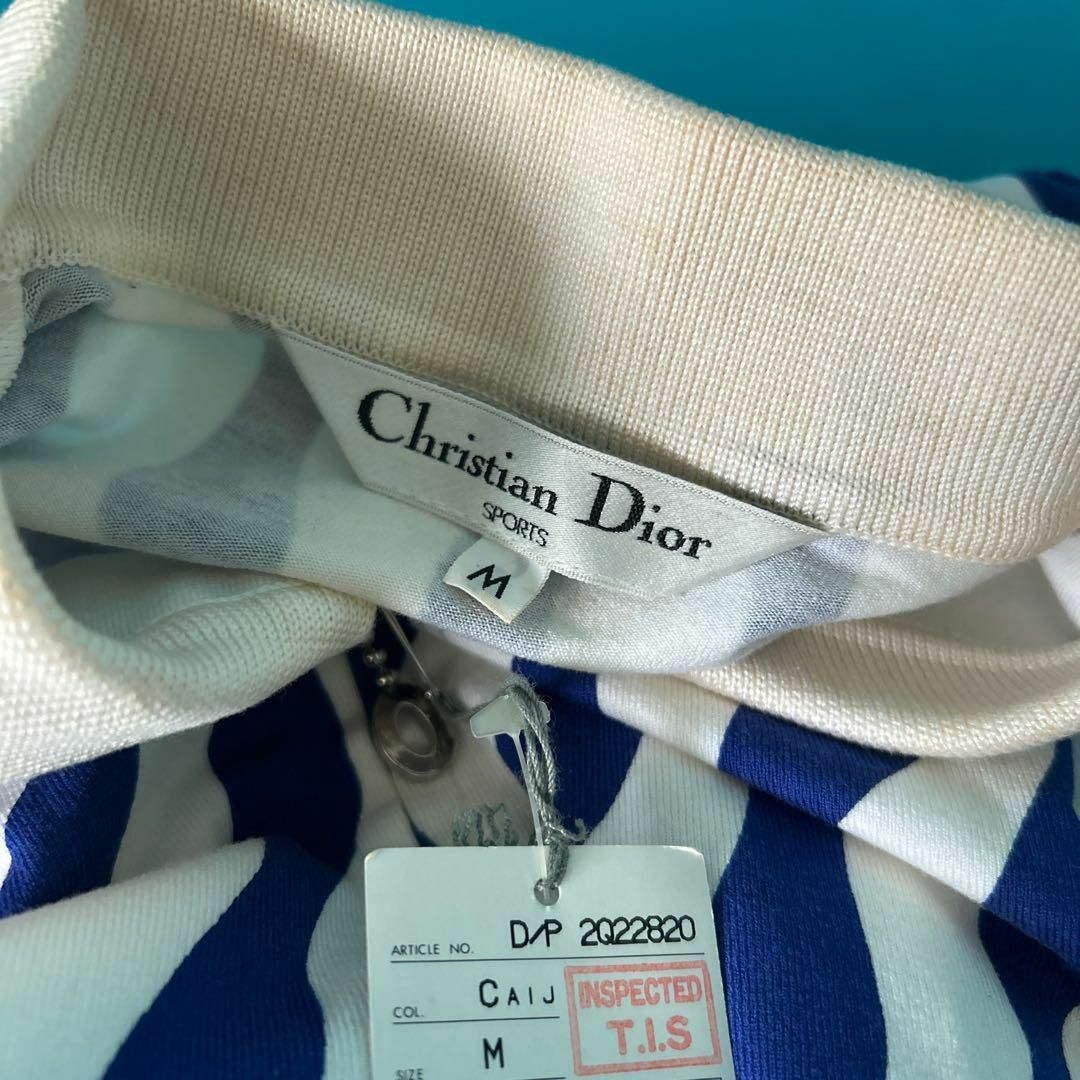 Christian Dior
SPORTS
M
ARTICLE NO. D/P 2Q22820
COL. CAIJ
INSPECTED
T.I.S
SIZE M